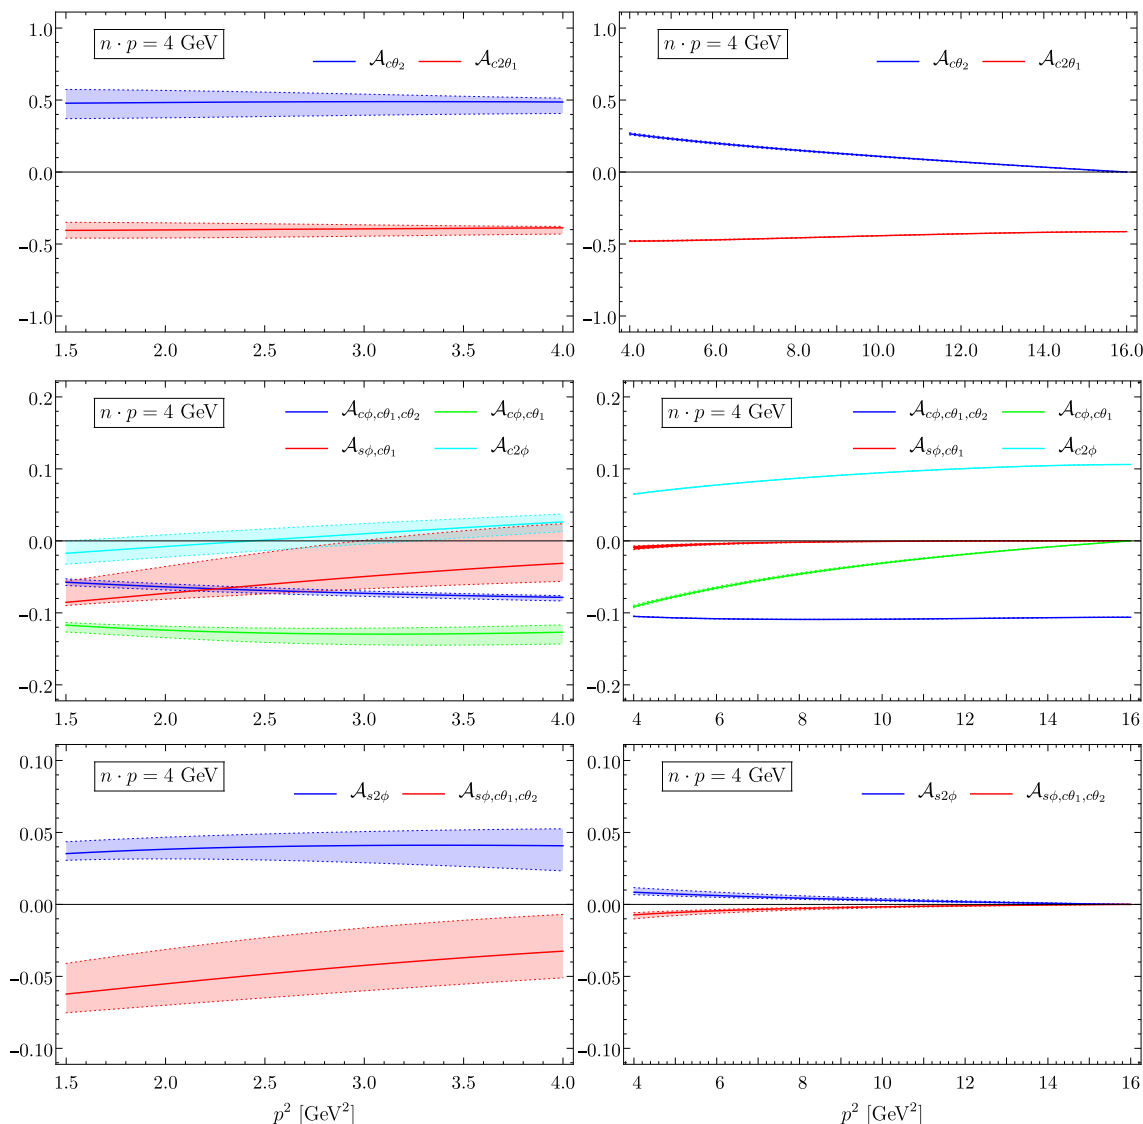 n · p = 4 GeV
𝒜_{cθ₂} 𝒜_{c2θ₁}
1.0
0.5
0.0
−0.5
−1.0
1.5 2.0 2.5 3.0 3.5 4.0
n · p = 4 GeV
𝒜_{cθ₂} 𝒜_{c2θ₁}
1.0
0.5
0.0
−0.5
−1.0
4.0 6.0 8.0 10.0 12.0 14.0 16.0
n · p = 4 GeV
𝒜_{cϕ,cθ₁,cθ₂} 𝒜_{cϕ,cθ₁}
𝒜_{sϕ,cθ₁} 𝒜_{c2ϕ}
0.2
0.1
0.0
−0.1
−0.2
1.5 2.0 2.5 3.0 3.5 4.0
n · p = 4 GeV
𝒜_{cϕ,cθ₁,cθ₂} 𝒜_{cϕ,cθ₁}
𝒜_{sϕ,cθ₁} 𝒜_{c2ϕ}
0.2
0.1
0.0
−0.1
−0.2
4 6 8 10 12 14 16
n · p = 4 GeV
𝒜_{s2ϕ} 𝒜_{sϕ,cθ₁,cθ₂}
0.10
0.05
0.00
−0.05
−0.10
1.5 2.0 2.5 3.0 3.5 4.0
p² [GeV²]
n · p = 4 GeV
𝒜_{s2ϕ} 𝒜_{sϕ,cθ₁,cθ₂}
0.10
0.05
0.00
−0.05
−0.10
4 6 8 10 12 14 16
p² [GeV²]